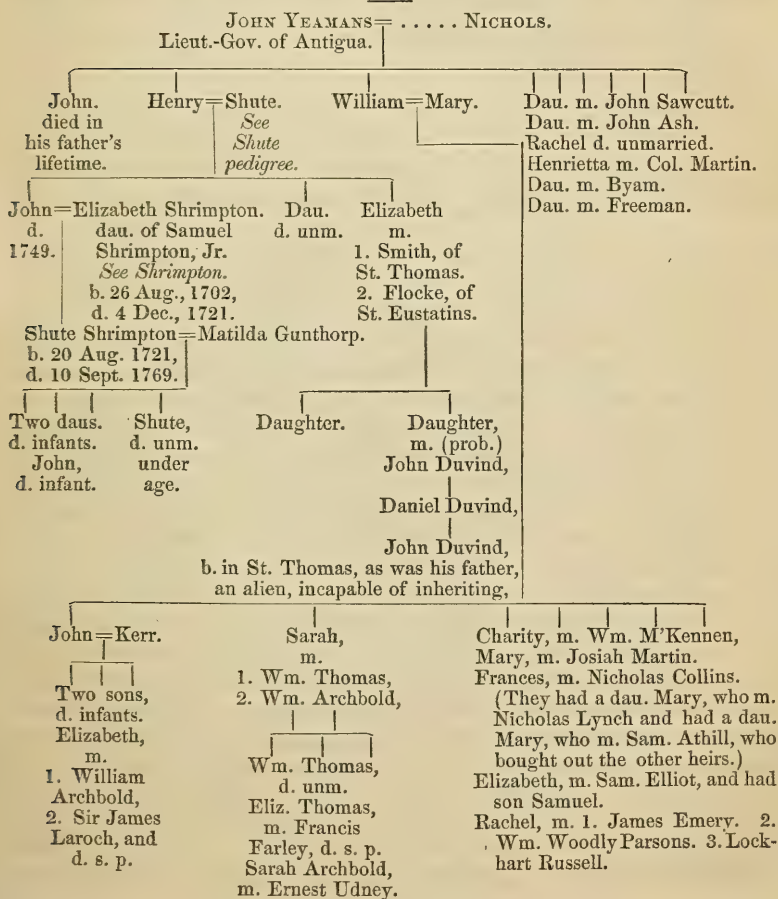 JOHN YEAMANS=. . . . . NICHOLS.
Lieut.-Gov. of Antigua.
John.
died in
his father's
lifetime.
Henry=Shute.
See
Shute
pedigree.
William=Mary.
Dau. m. John Sawcutt.
Dau. m. John Ash.
Rachel d. unmarried.
Henrietta m. Col. Martin.
Dau. m. Byam.
Dau. m. Freeman.
John=Elizabeth Shrimpton.
d.
1749.
dau. of Samuel
Shrimpton, Jr.
See Shrimpton.
b. 26 Aug., 1702,
d. 4 Dec., 1721.
Dau.
d. unm.
Elizabeth
m.
1. Smith, of
St. Thomas.
2. Flocke, of
St. Eustatins.
Shute Shrimpton=Matilda Gunthorp.
b. 20 Aug. 1721,
d. 10 Sept. 1769.
Two daus.
d. infants.
John,
d. infant.
Shute,
d. unm.
under
age.
Daughter.
Daughter,
m. (prob.)
John Duvind,
Daniel Duvind,
John Duvind,
b. in St. Thomas, as was his father,
an alien, incapable of inheriting,
John=Kerr.
Two sons,
d. infants.
Elizabeth,
m.
1. William
Archbold,
2. Sir James
Laroch, and
d. s. p.
Sarah,
m.
1. Wm. Thomas,
2. Wm. Archbold,
Wm. Thomas,
d. unm.
Eliz. Thomas,
m. Francis
Farley, d. s. p.
Sarah Archbold,
m. Ernest Udney.
Charity, m. Wm. M'Kennen,
Mary, m. Josiah Martin.
Frances, m. Nicholas Collins.
(They had a dau. Mary, who m.
Nicholas Lynch and had a dau.
Mary, who m. Sam. Athill, who
bought out the other heirs.)
Elizabeth, m. Sam. Elliot, and had
son Samuel.
Rachel, m. 1. James Emery. 2.
Wm. Woodly Parsons. 3. Lock-
hart Russell.